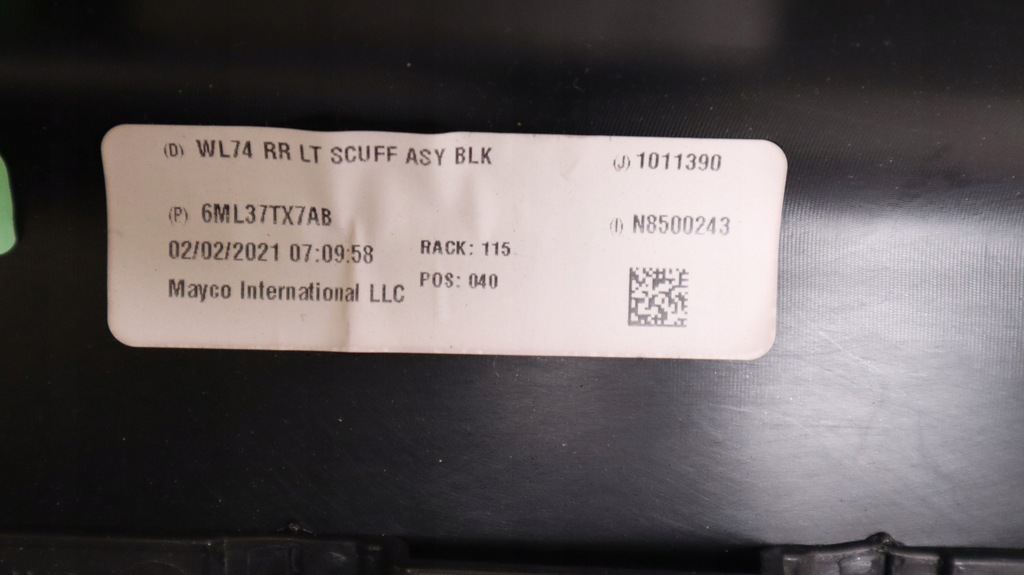 (D) WL74 RR LT SCUFF ASY BLK (J) 1011390
(P) 6ML37TX7AB (I) N8500243
02/02/2021 07:09:58 RACK: 115
Mayco International LLC POS: 040